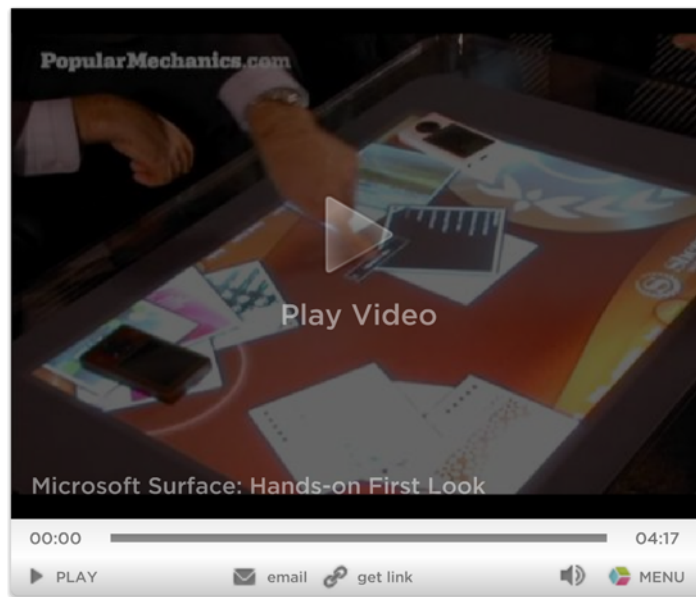 PopularMechanics.com
Play Video
Microsoft Surface: Hands-on First Look
00:00 04:17
PLAY email get link MENU